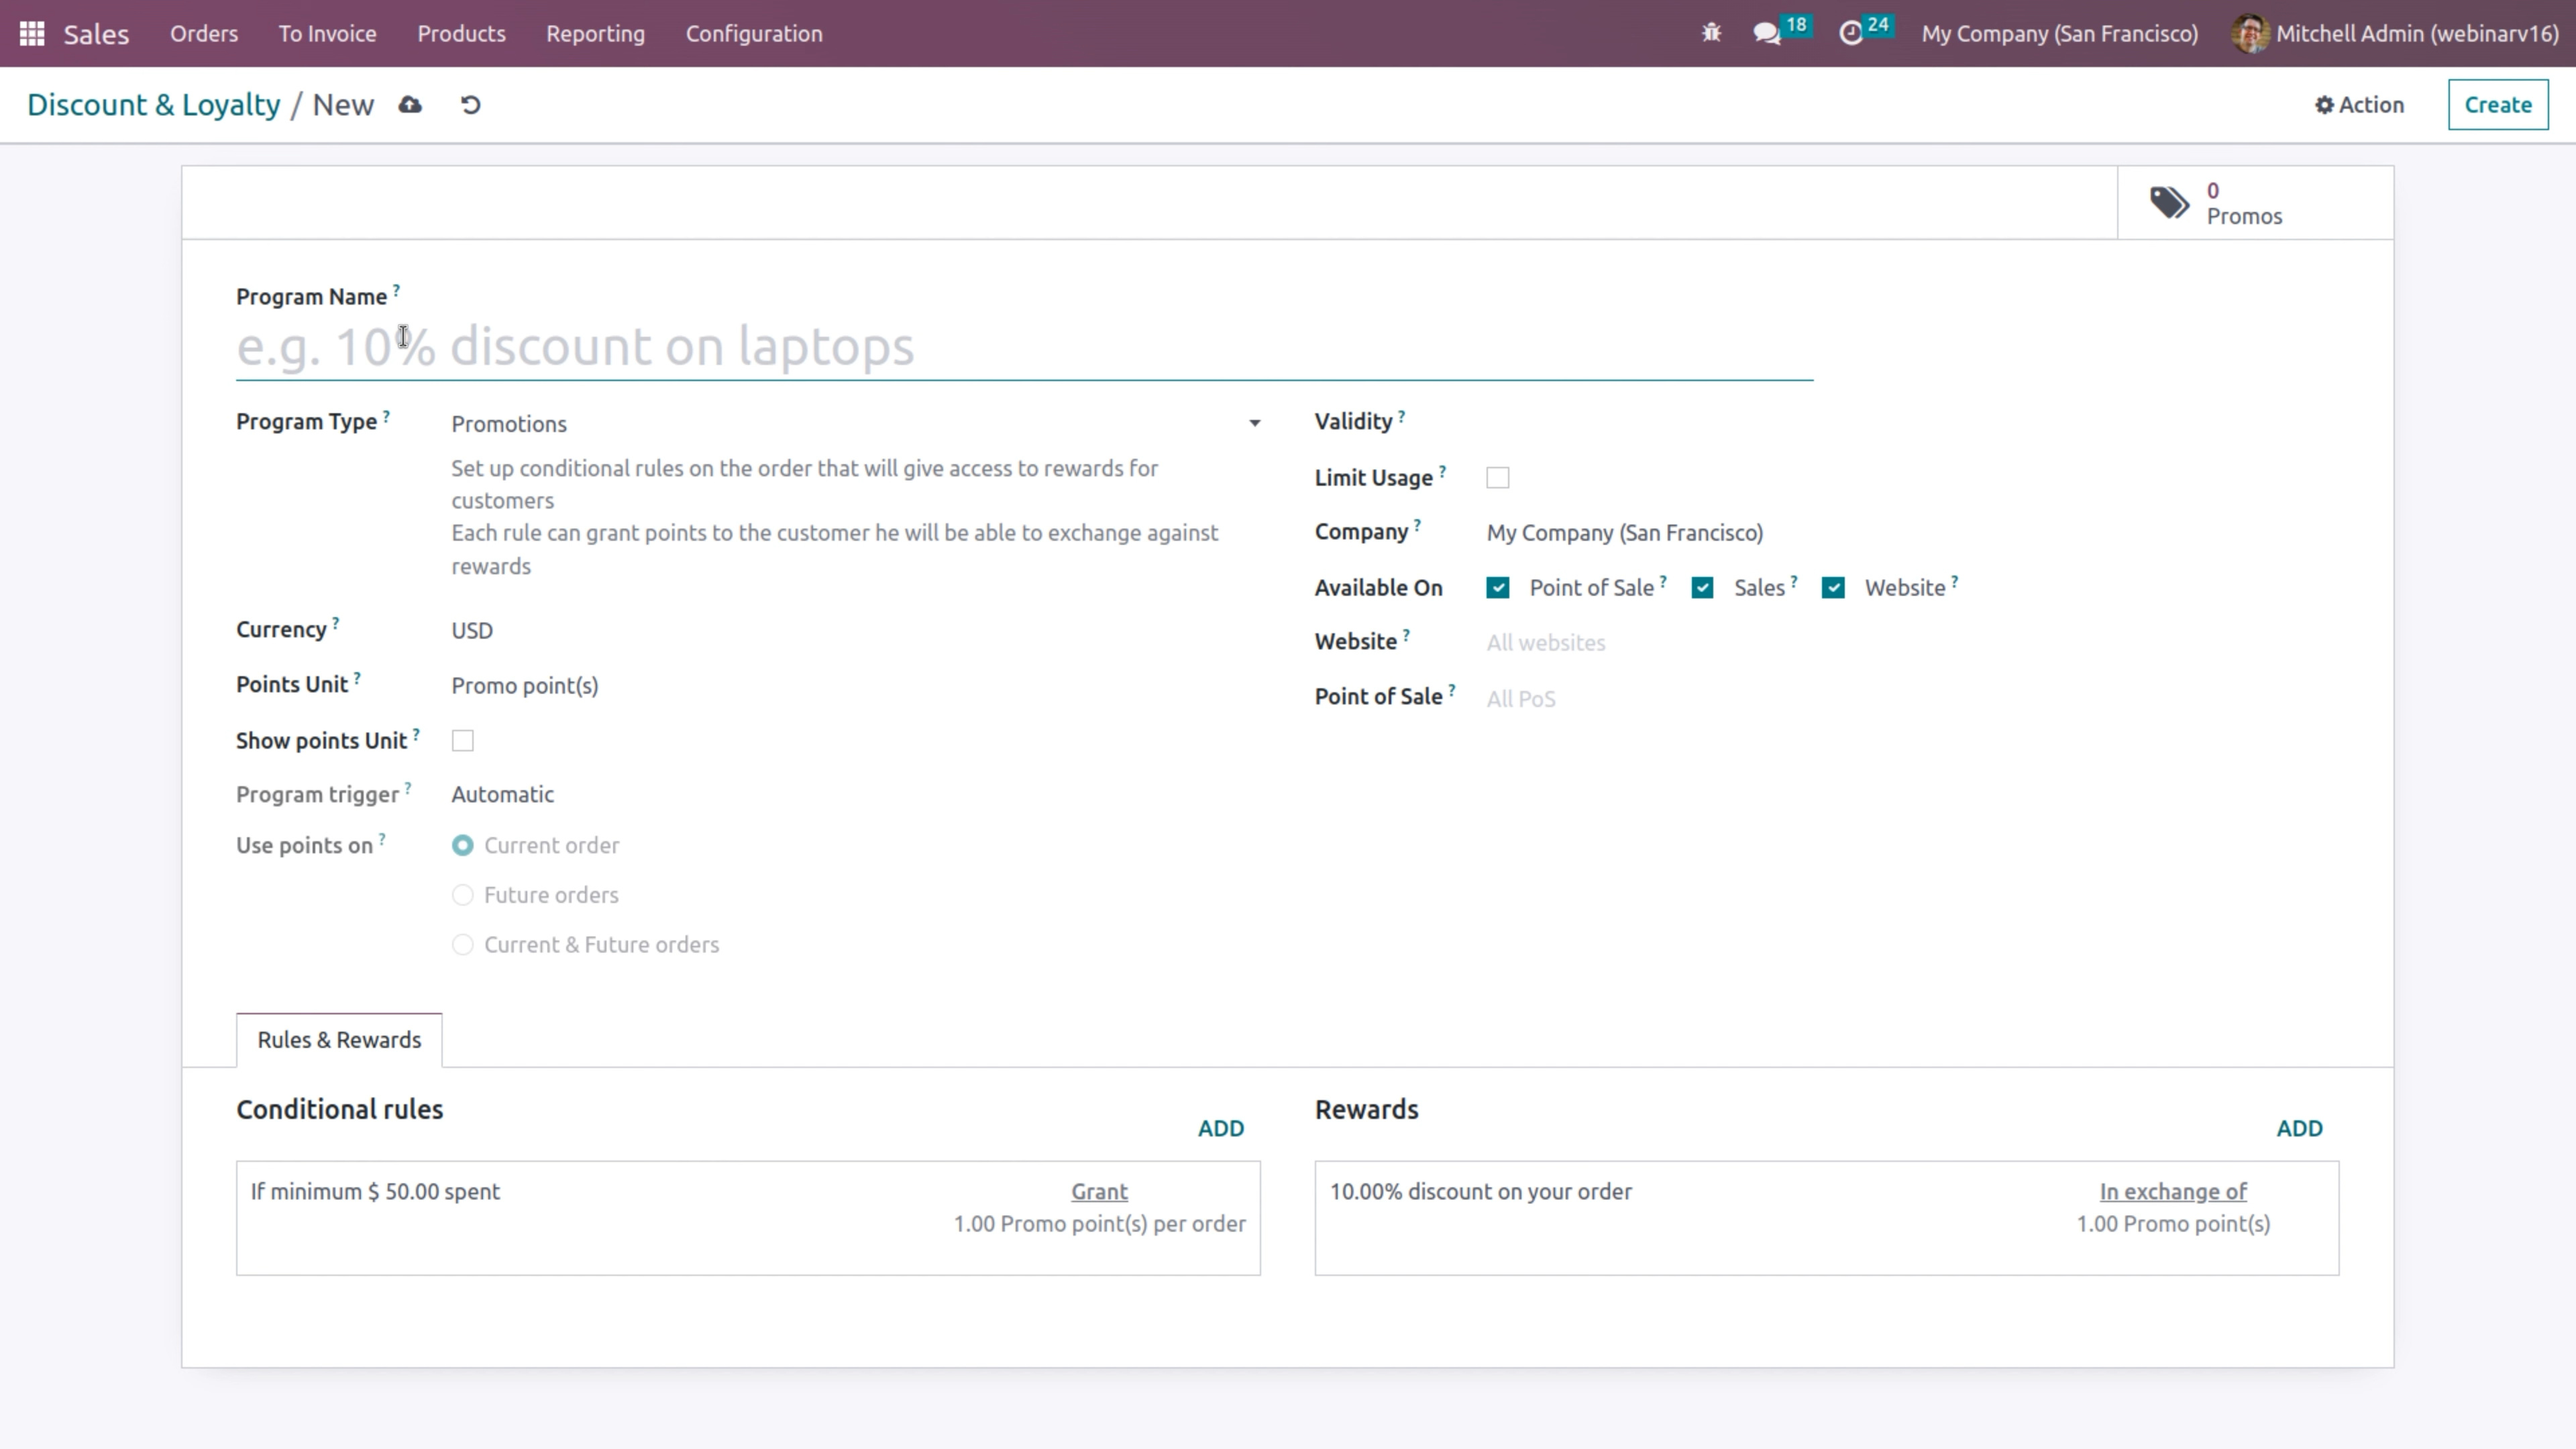 Sales Orders To Invoice Products Reporting Configuration 18 24 My Company (San Francisco) Mitchell Admin (webinarv16)
Discount & Loyalty / New Action Create
0
Promos
Program Name ?
e.g. 10% discount on laptops
Program Type ? Promotions
Set up conditional rules on the order that will give access to rewards for
customers
Each rule can grant points to the customer he will be able to exchange against
rewards
Currency ? USD
Points Unit ? Promo point(s)
Show points Unit ?
Program trigger ? Automatic
Use points on ? Current order
Future orders
Current & Future orders
Validity ?
Limit Usage ?
Company ? My Company (San Francisco)
Available On Point of Sale ? Sales ? Website ?
Website ? All websites
Point of Sale ? All PoS
Rules & Rewards
Conditional rules
ADD
If minimum $ 50.00 spent Grant
1.00 Promo point(s) per order
Rewards
ADD
10.00% discount on your order In exchange of
1.00 Promo point(s)